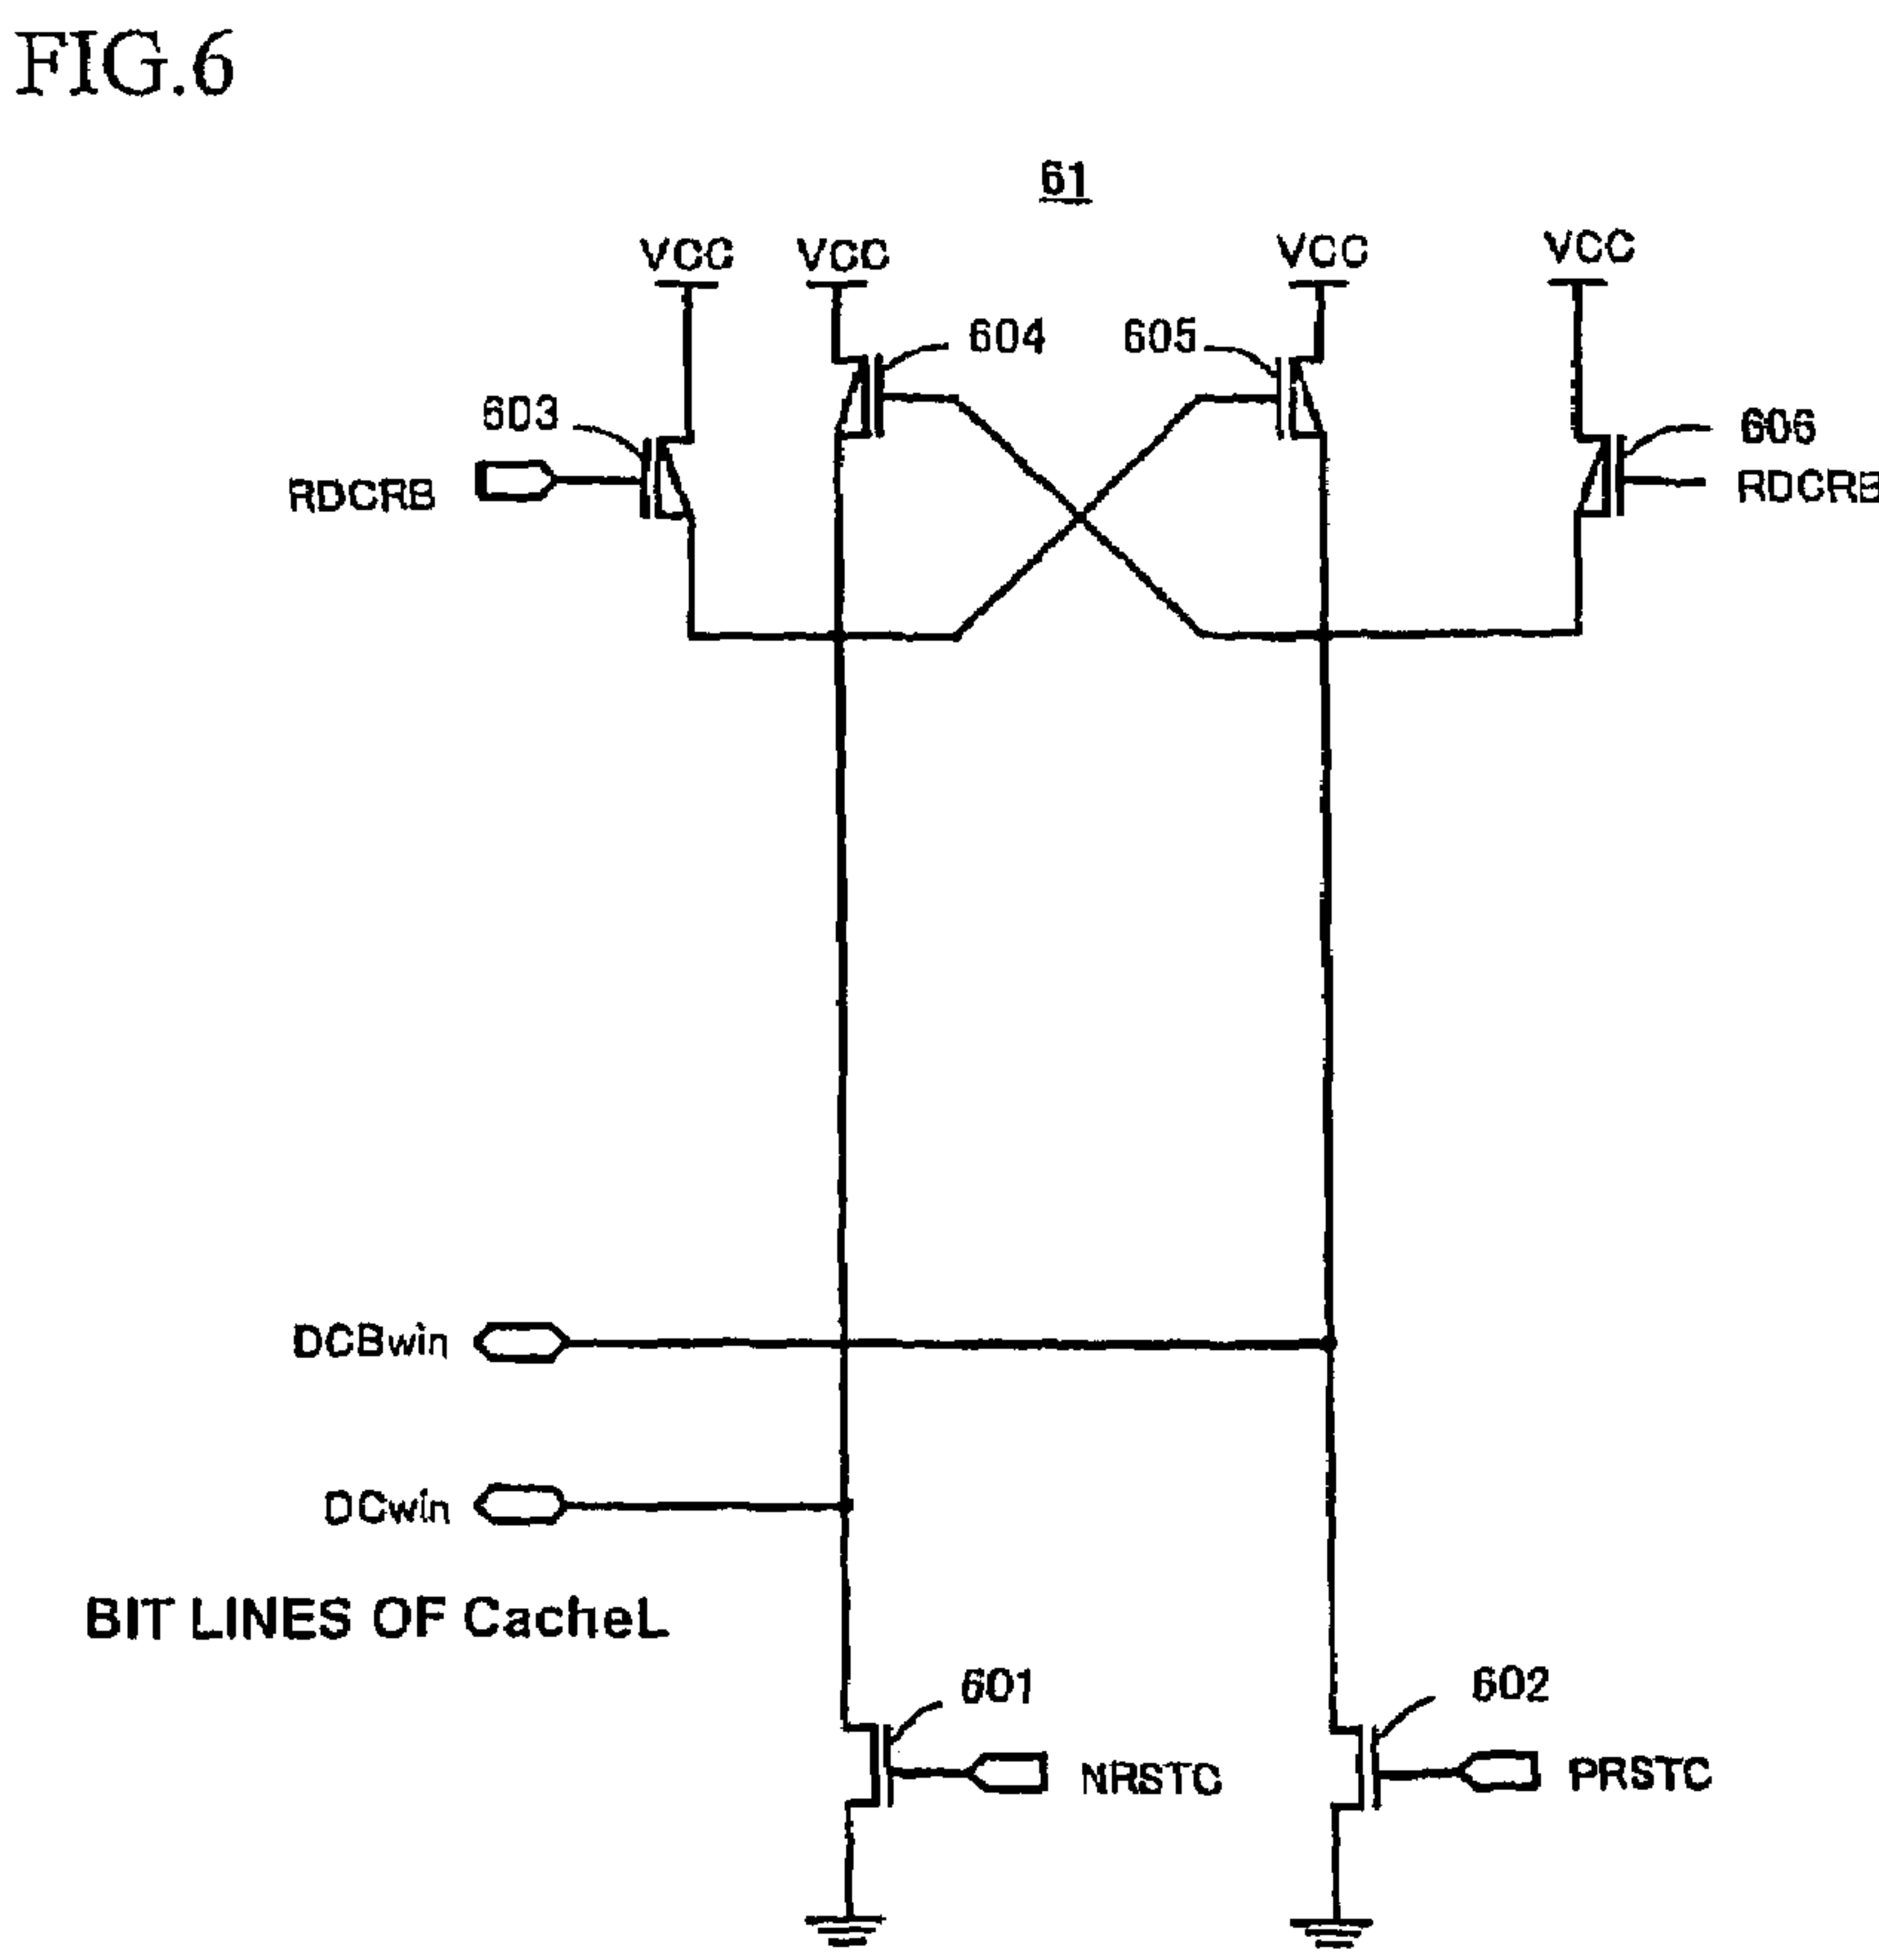 FIG.6
61
VCC VCC VCC VCC
604 605
603 606
RDCRB RDCRB
DCBwin
DCwin
BIT LINES OF CacheL
601 602
NRSTC PRSTC